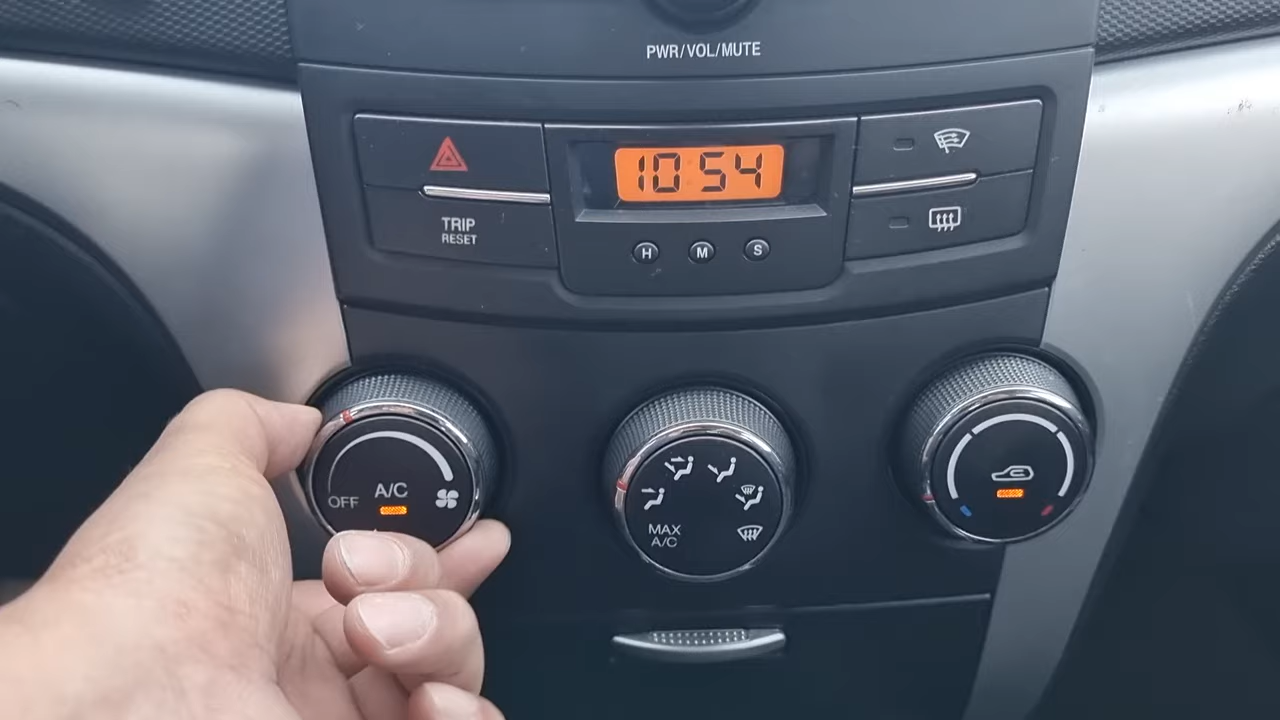 PWR/VOL/MUTE
10:54
TRIP
RESET
H M S
OFF
A/C
MAX
A/C